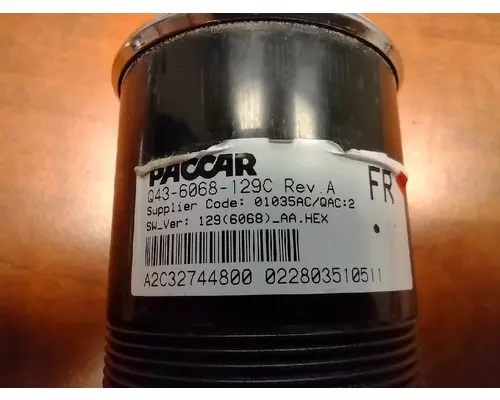 PACCAR
Q43-6068-129C Rev.A
Supplier Code: 01035AC/QAC:2
SW_Ver: 129(6068)_AA.HEX
FR
A2C32744800 022803510511